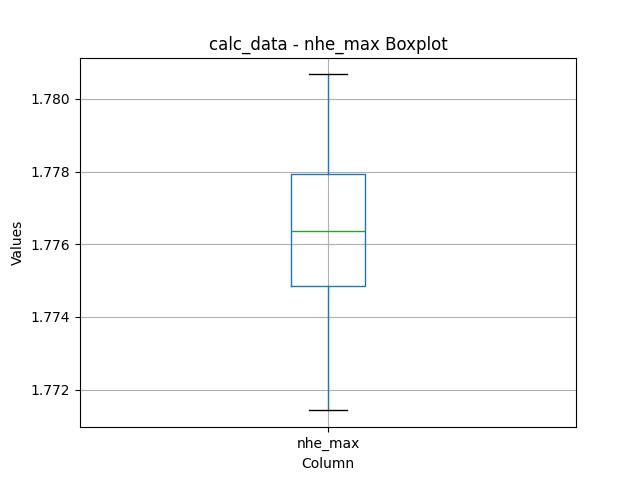 calc_data - nhe_max Boxplot
1.780
1.778
1.776
1.774
1.772
Values
nhe_max
Column